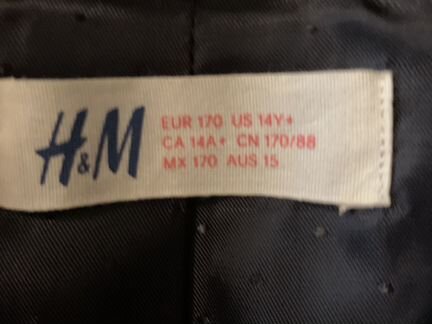 H&M
EUR 170 US 14Y+
CA 14A+ CN 170/88
MX 170 AUS 15